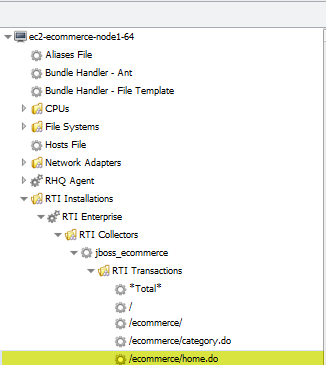 ec2-ecommerce-node1-64
Aliases File
Bundle Handler - Ant
Bundle Handler - File Template
CPUs
File Systems
Hosts File
Network Adapters
RHQ Agent
RTI Installations
RTI Enterprise
RTI Collectors
jboss_ecommerce
RTI Transactions
*Total*
/
/ecommerce/
/ecommerce/category.do
/ecommerce/home.do